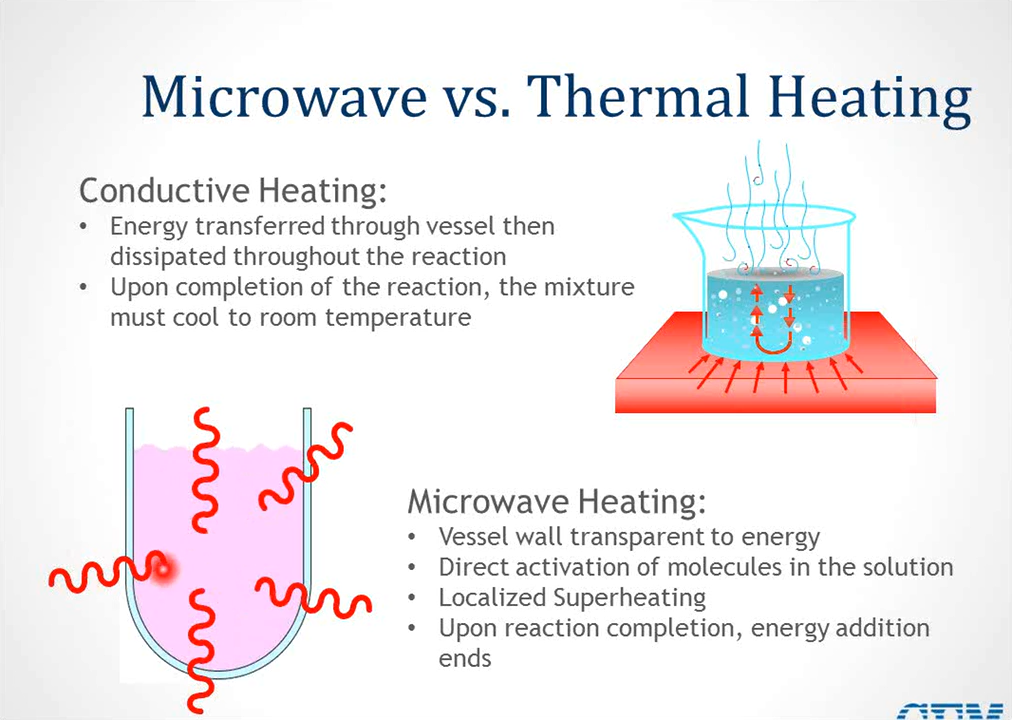 Microwave vs. Thermal Heating
Conductive Heating:
• Energy transferred through vessel then
dissipated throughout the reaction
• Upon completion of the reaction, the mixture
must cool to room temperature
Microwave Heating:
• Vessel wall transparent to energy
• Direct activation of molecules in the solution
• Localized Superheating
• Upon reaction completion, energy addition
ends